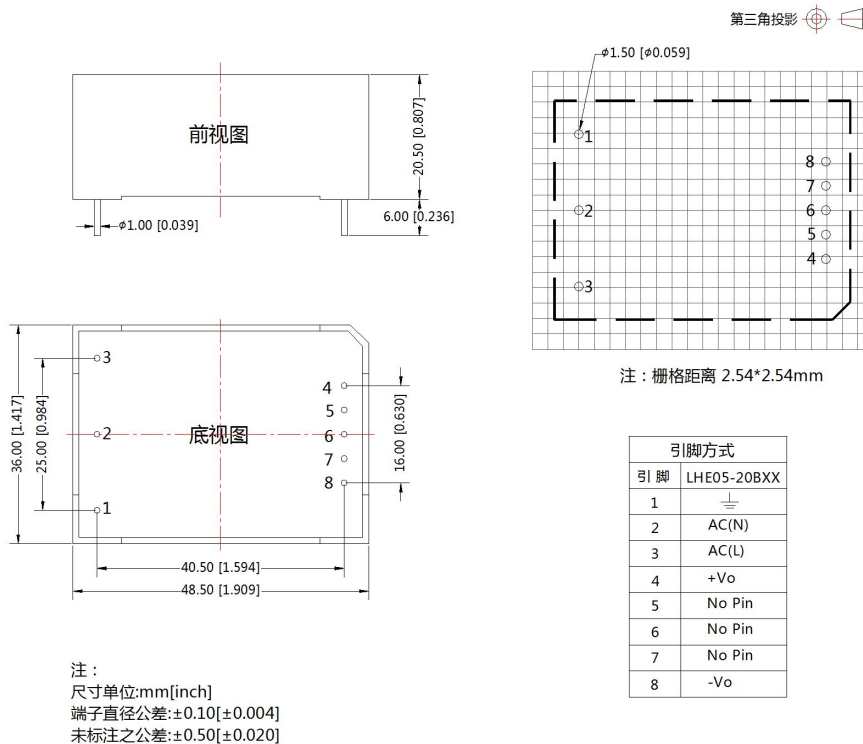 第三角投影
前视图
20.50 [0.807]
6.00 [0.236]
ϕ1.00 [0.039]
ϕ1.50 [ϕ0.059]
1
2
3
8
7
6
5
4
注：栅格距离 2.54*2.54mm
底视图
3
2
1
4
5
6
7
8
36.00 [1.417]
25.00 [0.984]
16.00 [0.630]
40.50 [1.594]
48.50 [1.909]
引脚方式
引 脚 LHE05-20BXX
1
2 AC(N)
3 AC(L)
4 +Vo
5 No Pin
6 No Pin
7 No Pin
8 -Vo
注：
尺寸单位:mm[inch]
端子直径公差:±0.10[±0.004]
未标注之公差:±0.50[±0.020]